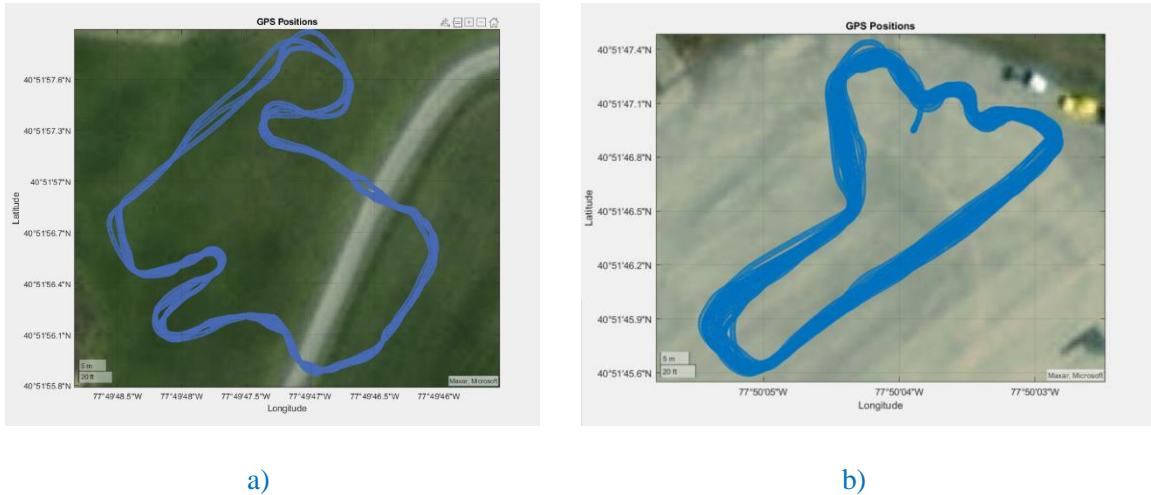 GPS Positions
Latitude
40°51'57.6"N
40°51'57.3"N
40°51'57"N
40°51'56.7"N
40°51'56.4"N
40°51'56.1"N
40°51'55.8"N
5 m
20 ft
Maxar, Microsoft
77°49'48.5"W 77°49'48"W 77°49'47.5"W 77°49'47"W 77°49'46.5"W 77°49'46"W
Longitude
a)
GPS Positions
Latitude
40°51'47.4"N
40°51'47.1"N
40°51'46.8"N
40°51'46.5"N
40°51'46.2"N
40°51'45.9"N
40°51'45.6"N
5 m
20 ft
Maxar, Microsoft
77°50'05"W 77°50'04"W 77°50'03"W
Longitude
b)